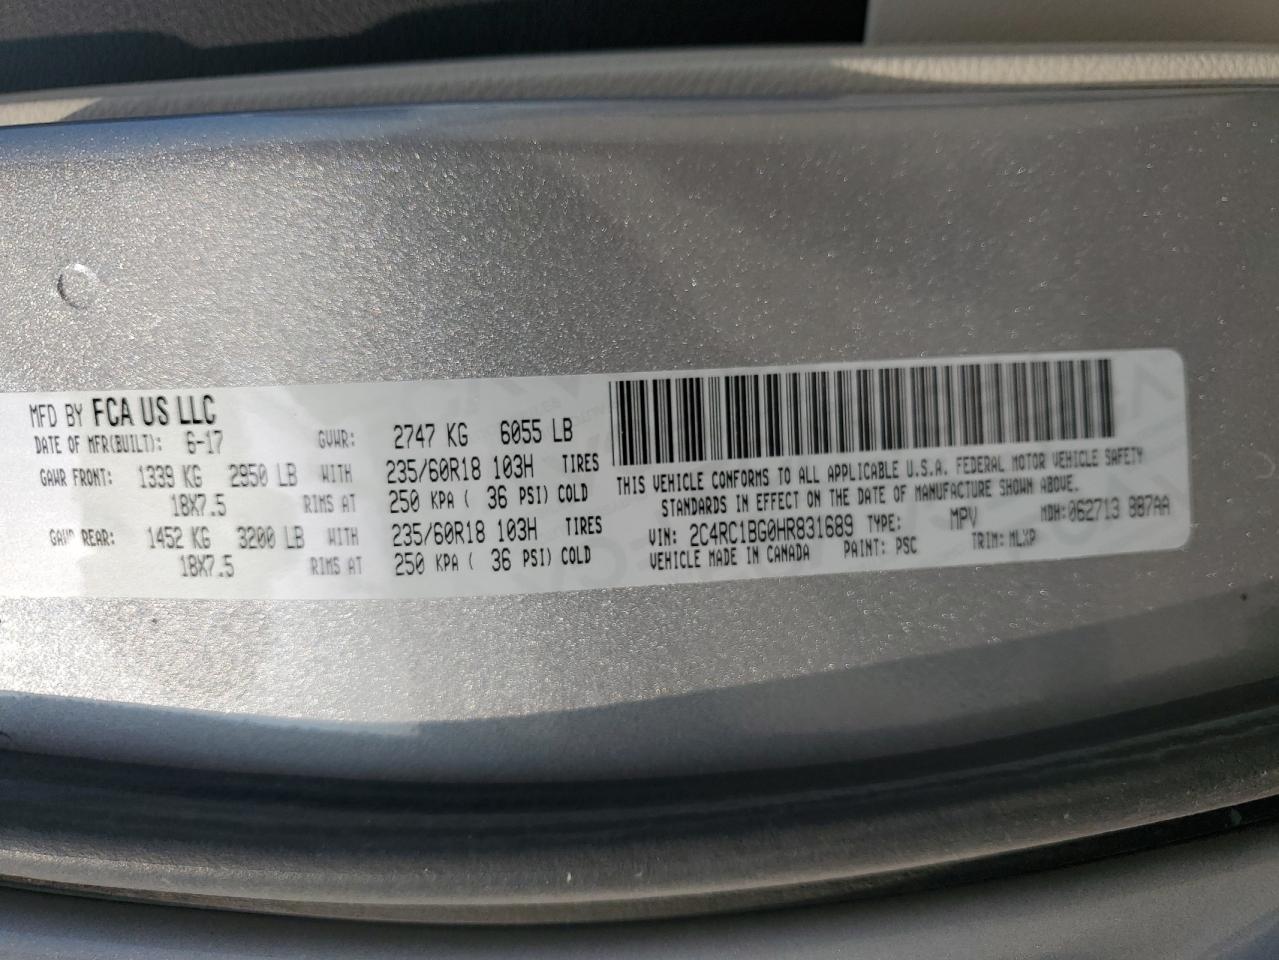 MFD BY FCA US LLC
DATE OF MFR(BUILT): 6-17 GVWR: 2747 KG 6055 LB
GAWR FRONT: 1339 KG 2950 LB WITH 235/60R18 103H TIRES
18X7.5 RIMS AT 250 KPA ( 36 PSI) COLD
GAWR REAR: 1452 KG 3200 LB WITH 235/60R18 103H TIRES
18X7.5 RIMS AT 250 KPA ( 36 PSI) COLD
THIS VEHICLE CONFORMS TO ALL APPLICABLE U.S.A. FEDERAL MOTOR VEHICLE SAFETY
STANDARDS IN EFFECT ON THE DATE OF MANUFACTURE SHOWN ABOVE.
VIN: 2C4RC1BG0HR831689 TYPE: MPV MDH: 062713 887AA
VEHICLE MADE IN CANADA PAINT: PSC TRIM: MLXP